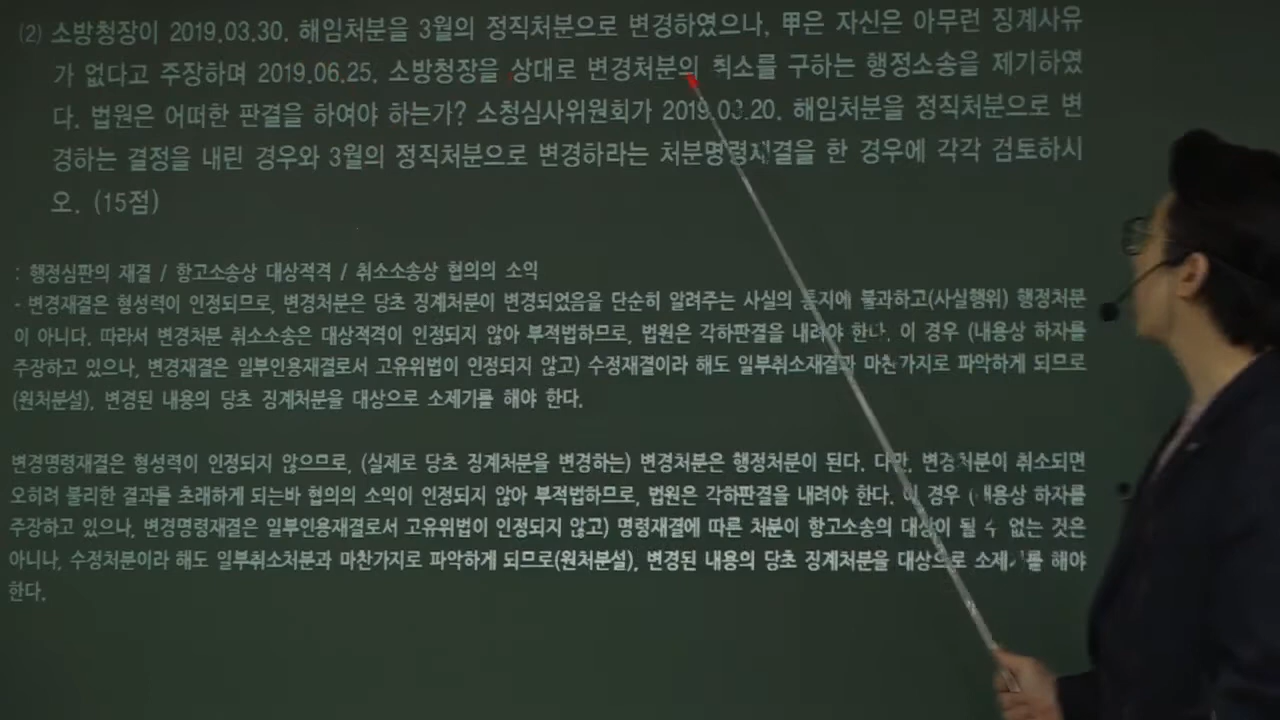 (2) 소방청장이 2019.03.30. 해임처분을 3월의 정직처분으로 변경하였으나, 甲은 자신은 아무런 징계사유
가 없다고 주장하며 2019.06.25. 소방청장을 상대로 변경처분의 취소를 구하는 행정소송을 제기하였
다. 법원은 어떠한 판결을 하여야 하는가? 소청심사위원회가 2019.03.20. 해임처분을 정직처분으로 변
경하는 결정을 내린 경우와 3월의 정직처분으로 변경하라는 처분명령재결을 한 경우에 각각 검토하시
오. (15점)
: 행정심판의 재결 / 항고소송상 대상적격 / 취소소송상 협의의 소익
- 변경재결은 형성력이 인정되므로, 변경처분은 당초 징계처분이 변경되었음을 단순히 알려주는 사실의 통지에 불과하고(사실행위) 행정처분
이 아니다. 따라서 변경처분 취소소송은 대상적격이 인정되지 않아 부적법하므로, 법원은 각하판결을 내려야 한다. 이 경우 (내용상 하자를
주장하고 있으나, 변경재결은 일부인용재결로서 고유위법이 인정되지 않고) 수정재결이라 해도 일부취소재결과 마찬가지로 파악하게 되므로
(원처분설), 변경된 내용의 당초 징계처분을 대상으로 소제기를 해야 한다.
변경명령재결은 형성력이 인정되지 않으므로, (실제로 당초 징계처분을 변경하는) 변경처분은 행정처분이 된다. 다만, 변경처분이 취소되면
오히려 불리한 결과를 초래하게 되는바 협의의 소익이 인정되지 않아 부적법하므로, 법원은 각하판결을 내려야 한다. 이 경우 (내용상 하자를
주장하고 있으나, 변경명령재결은 일부인용재결로서 고유위법이 인정되지 않고) 명령재결에 따른 처분이 항고소송의 대상이 될 수 없는 것은
아니나, 수정처분이라 해도 일부취소처분과 마찬가지로 파악하게 되므로(원처분설), 변경된 내용의 당초 징계처분을 대상으로 소제기를 해야
한다.